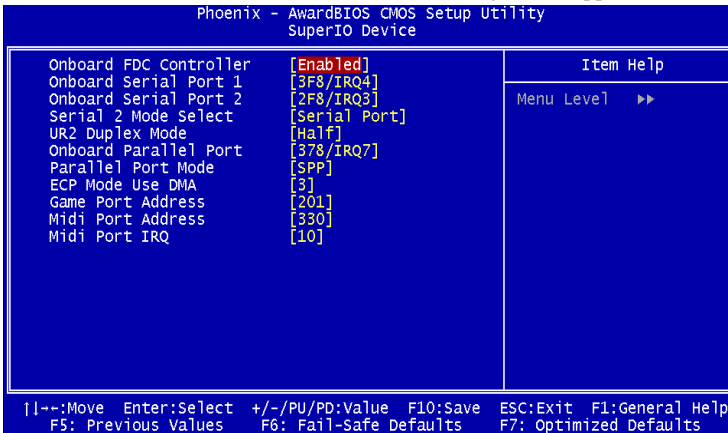 Phoenix - AwardBIOS CMOS Setup Utility
SuperIO Device
Onboard FDC Controller [Enabled]
Onboard Serial Port 1 [3F8/IRQ4]
Onboard Serial Port 2 [2F8/IRQ3]
Serial 2 Mode Select [Serial Port]
UR2 Duplex Mode [Half]
Onboard Parallel Port [378/IRQ7]
Parallel Port Mode [SPP]
ECP Mode Use DMA [3]
Game Port Address [201]
Midi Port Address [330]
Midi Port IRQ [10]
Item Help
Menu Level ▶▶
↑↓→←:Move Enter:Select +/-/PU/PD:Value F10:Save ESC:Exit F1:General Help
F5: Previous Values F6: Fail-Safe Defaults F7: Optimized Defaults